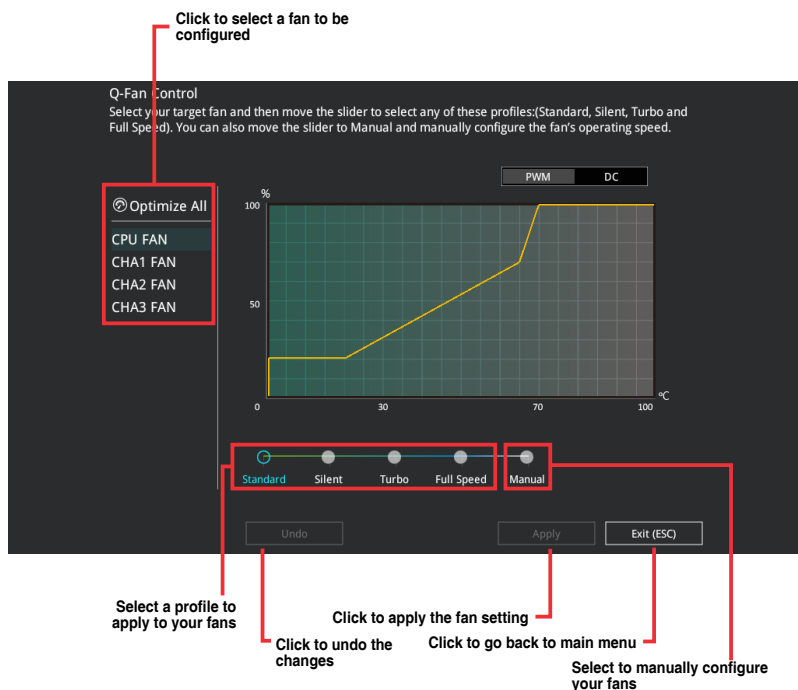 Click to select a fan to be
configured
Q-Fan Control
Select your target fan and then move the slider to select any of these profiles:(Standard, Silent, Turbo and
Full Speed). You can also move the slider to Manual and manually configure the fan's operating speed.
PWM DC
Optimize All
CPU FAN
CHA1 FAN
CHA2 FAN
CHA3 FAN
%
100
50
0 30 70 100
°C
Standard Silent Turbo Full Speed Manual
Undo Apply Exit (ESC)
Select a profile to
apply to your fans
Click to undo the
changes
Click to apply the fan setting
Click to go back to main menu
Select to manually configure
your fans